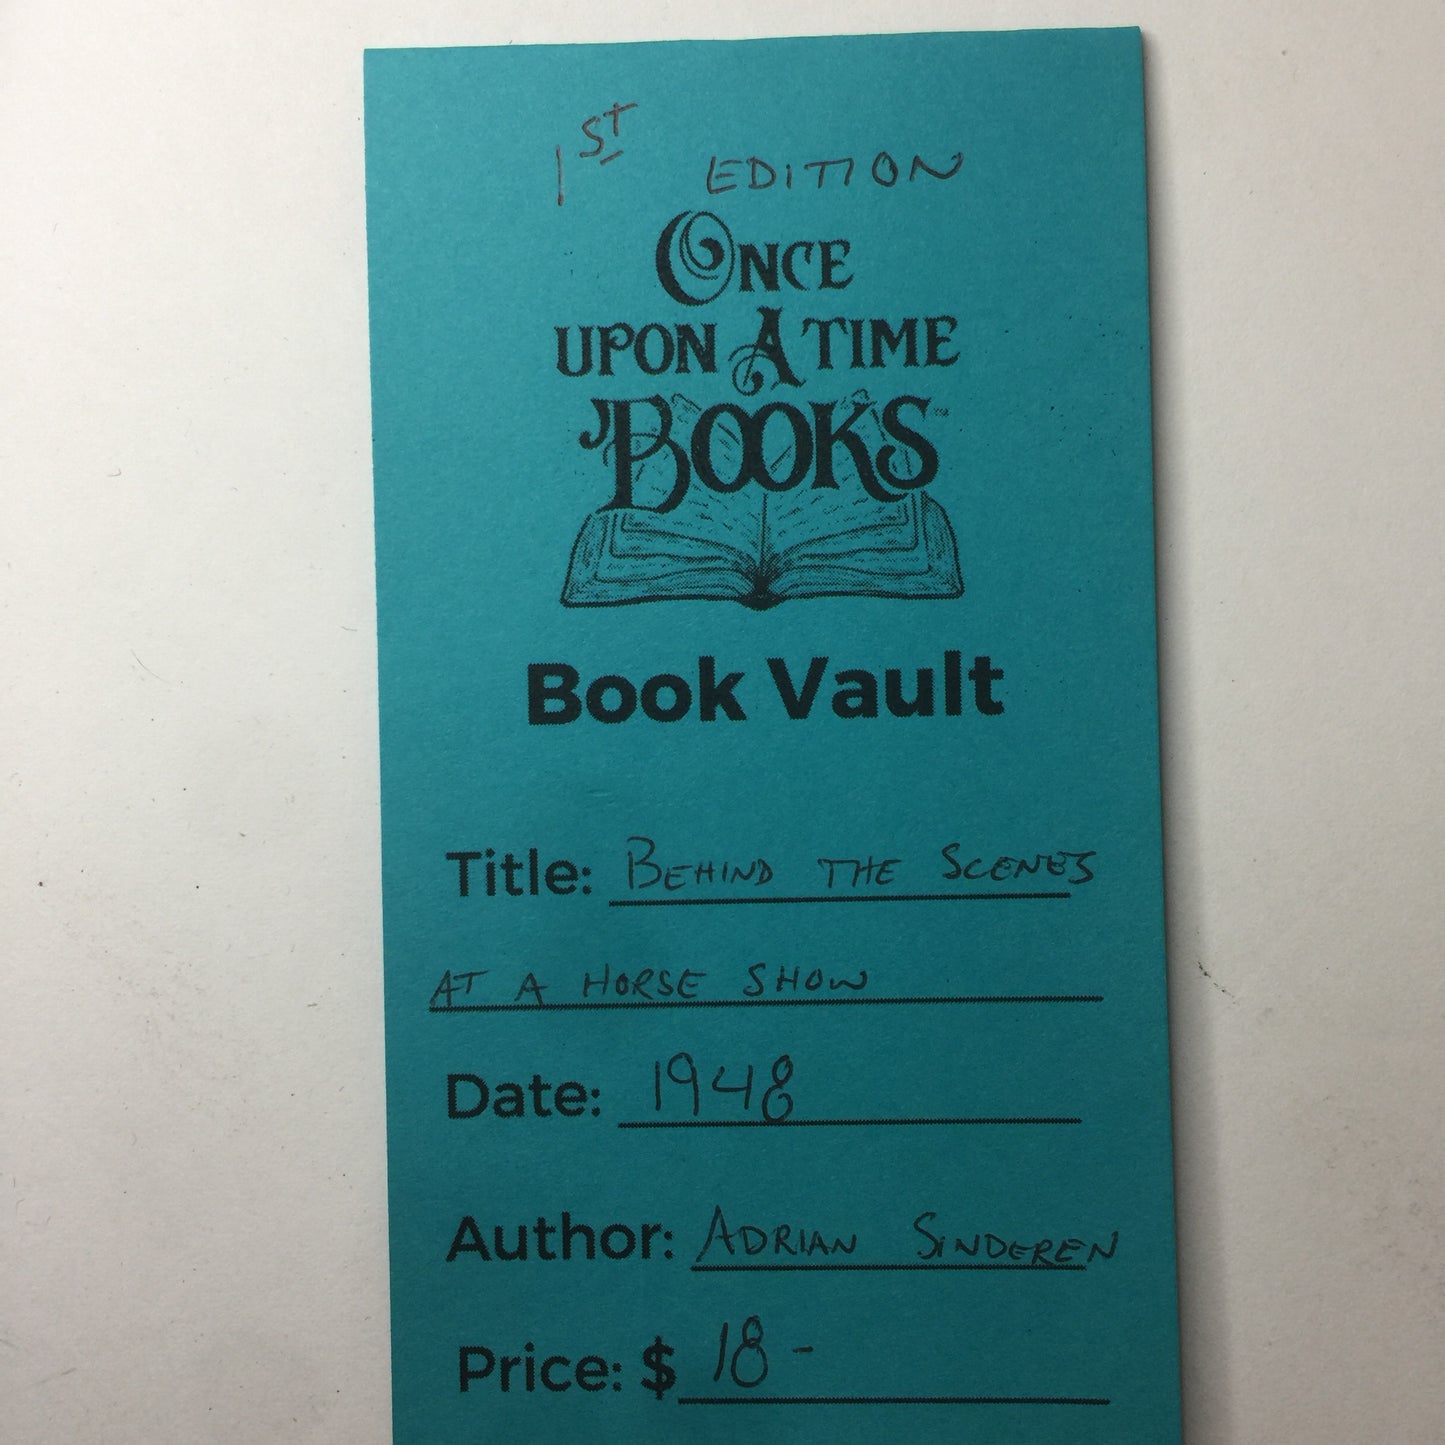 1ST EDITION
ONCE
UPON A TIME
BOOKS™
Book Vault
Title: BEHIND THE SCENES
AT A HORSE SHOW
Date: 1948
Author: ADRIAN SINDEREN
Price: $ 18-